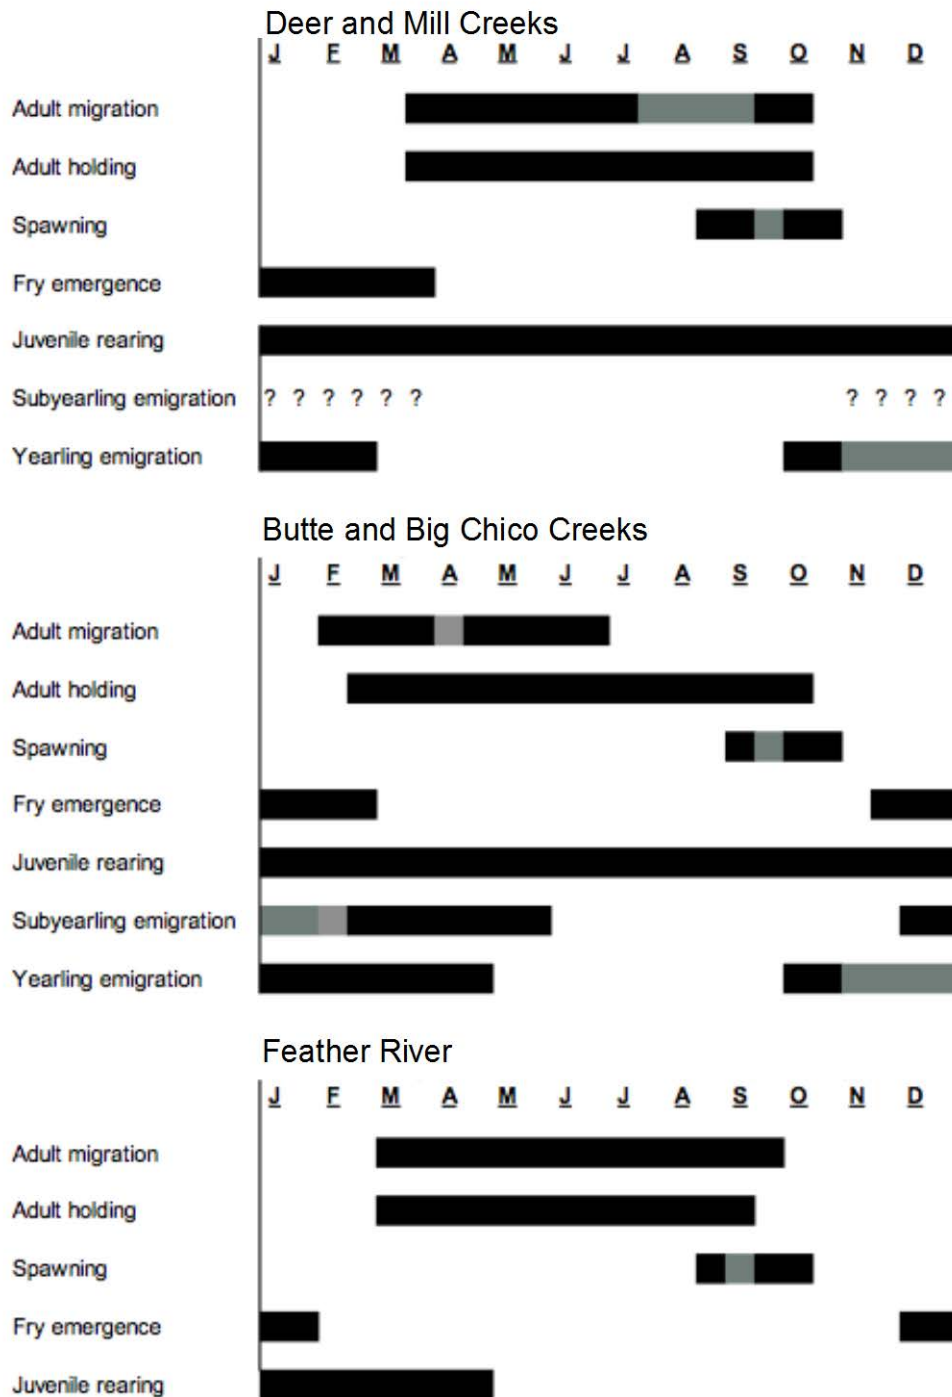 Deer and Mill Creeks
J F M A M J J A S O N D
Adult migration
Adult holding
Spawning
Fry emergence
Juvenile rearing
Subyearling emigration ? ? ? ? ? ? ? ? ? ?
Yearling emigration
Butte and Big Chico Creeks
J F M A M J J A S O N D
Adult migration
Adult holding
Spawning
Fry emergence
Juvenile rearing
Subyearling emigration
Yearling emigration
Feather River
J F M A M J J A S O N D
Adult migration
Adult holding
Spawning
Fry emergence
Juvenile rearing